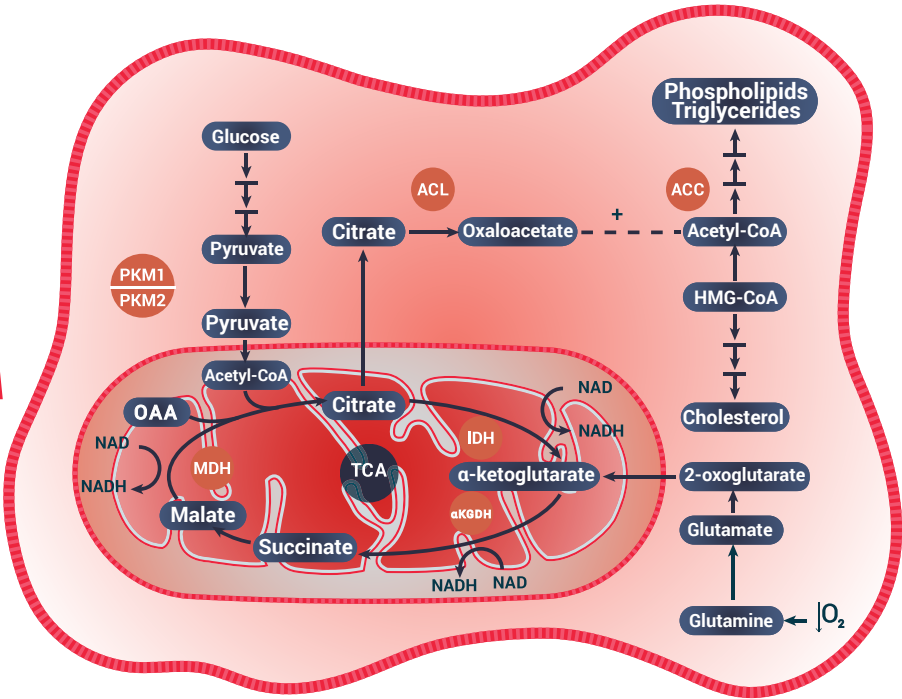 Phospholipids
Triglycerides
Glucose
ACL
ACC
Citrate
Oxaloacetate
+
Acetyl-CoA
Pyruvate
PKM1
PKM2
HMG-CoA
Pyruvate
Acetyl-CoA
OAA
Citrate
NAD
NADH
Cholesterol
NAD
NADH
MDH
TCA
IDH
α-ketoglutarate
2-oxoglutarate
Malate
αKGDH
Glutamate
Succinate
NADH
NAD
Glutamine
↓O₂